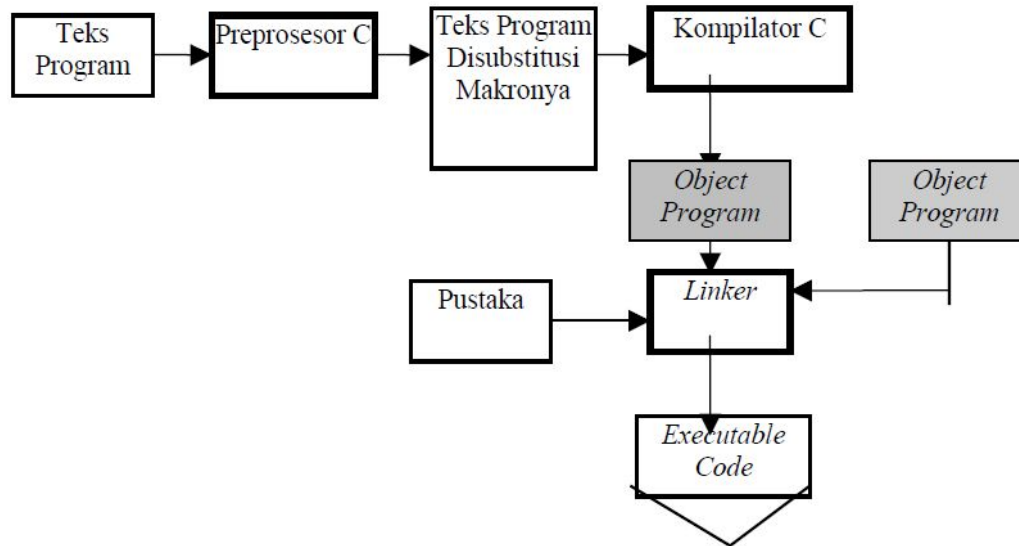 Teks
Program
Preprosesor C
Teks Program
Disubstitusi
Makronya
Kompilator C
Object
Program
Object
Program
Pustaka
Linker
Executable
Code